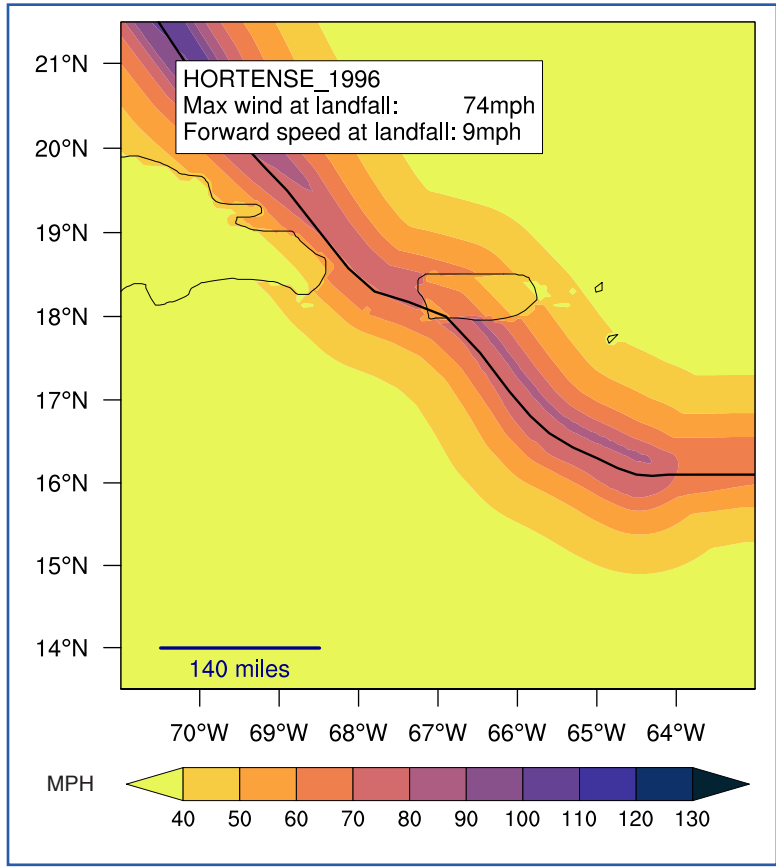 21°N
HORTENSE_1996
Max wind at landfall: 74mph
Forward speed at landfall: 9mph
20°N
19°N
18°N
17°N
16°N
15°N
14°N
140 miles
70°W 69°W 68°W 67°W 66°W 65°W 64°W
MPH
40 50 60 70 80 90 100 110 120 130